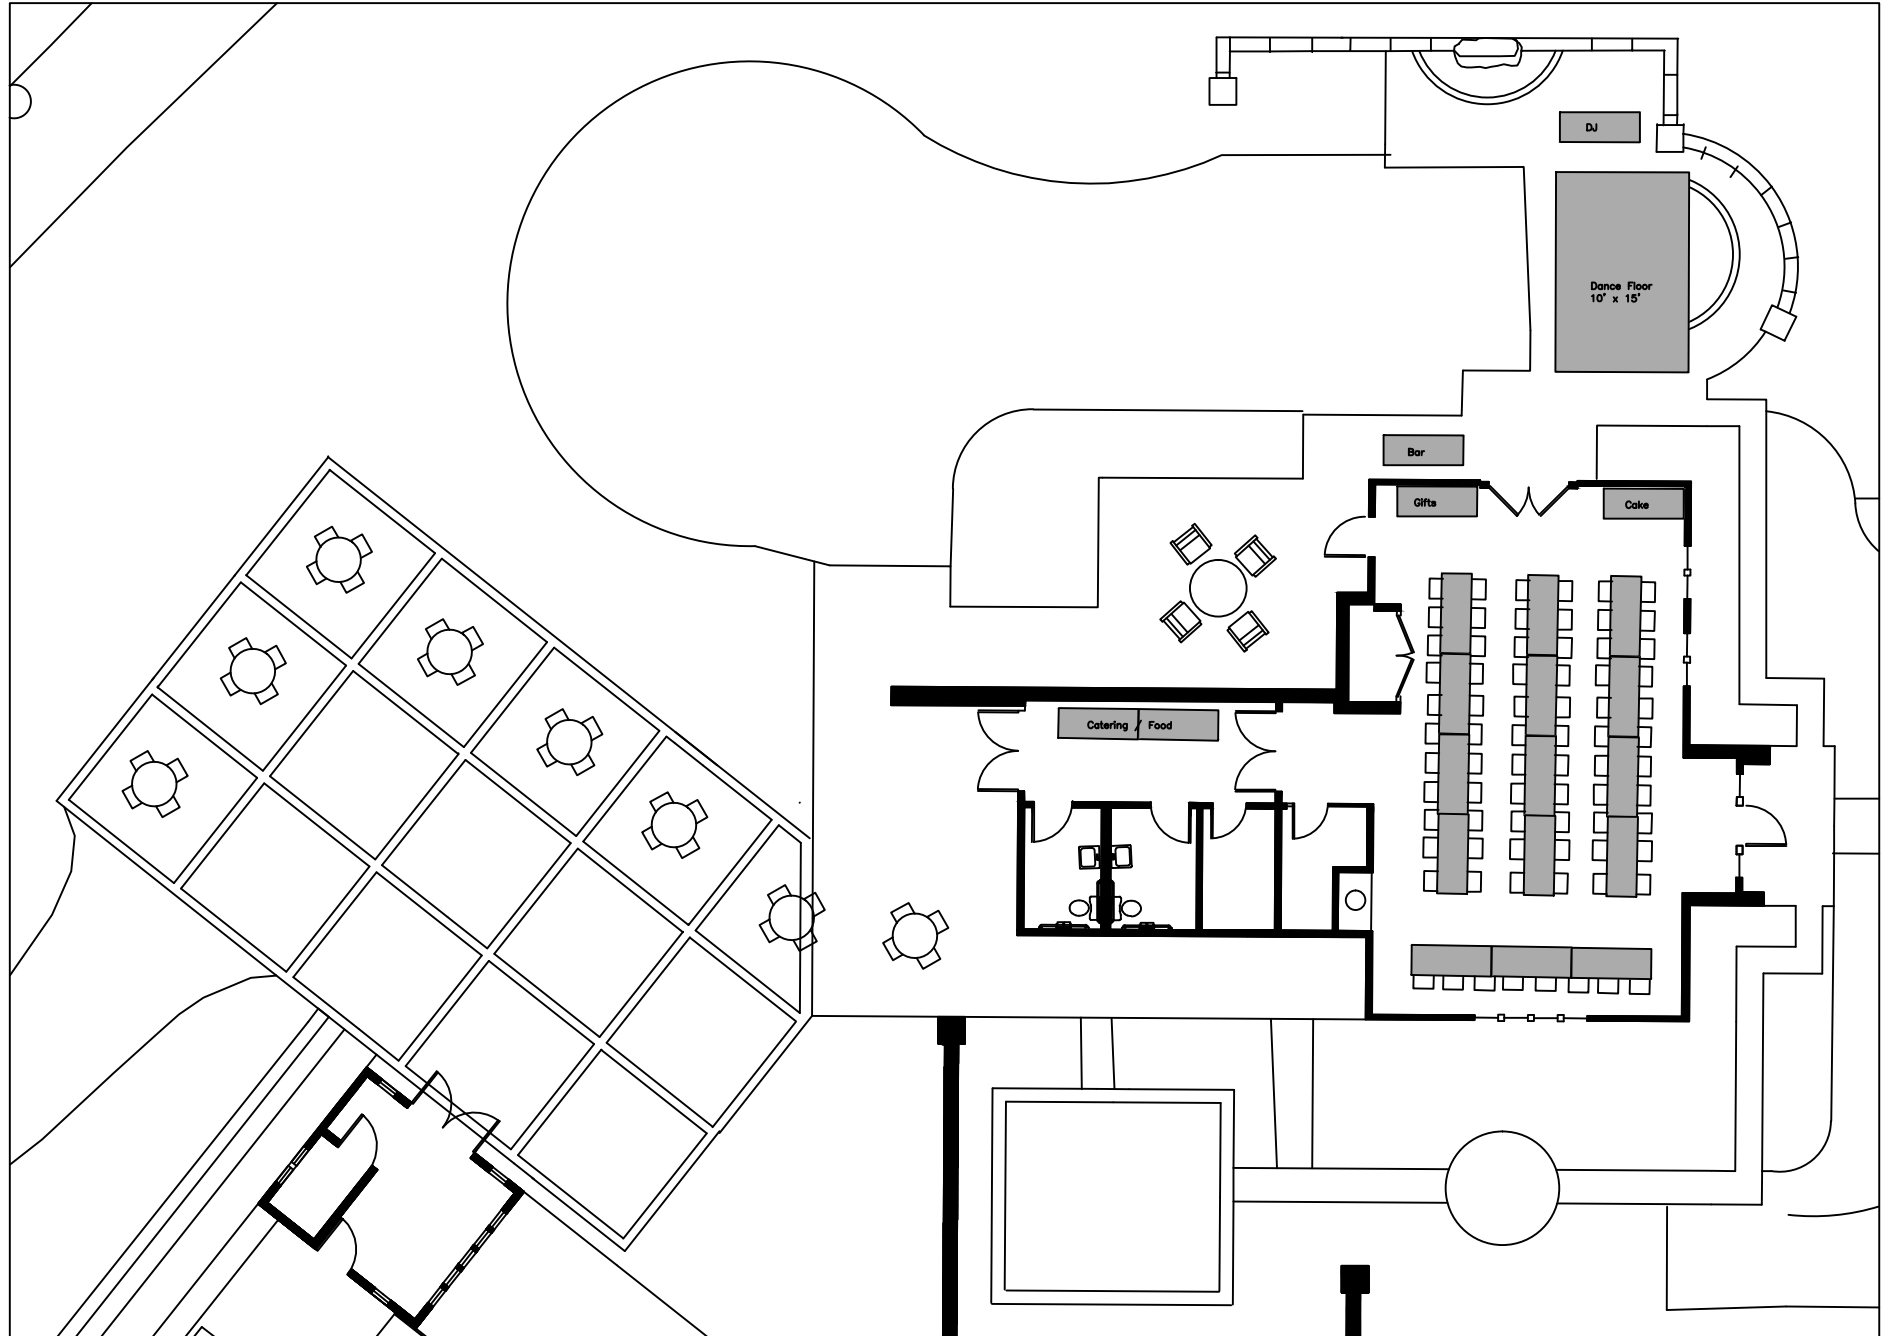 DJ
Dance Floor
10' x 15'
Bar
Gifts
Cake
Catering / Food